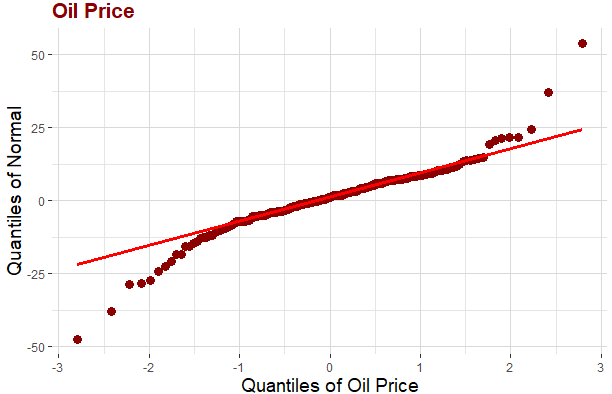 Oil Price
Quantiles of Normal
50
25
0
-25
-50
-3 -2 -1 0 1 2 3
Quantiles of Oil Price